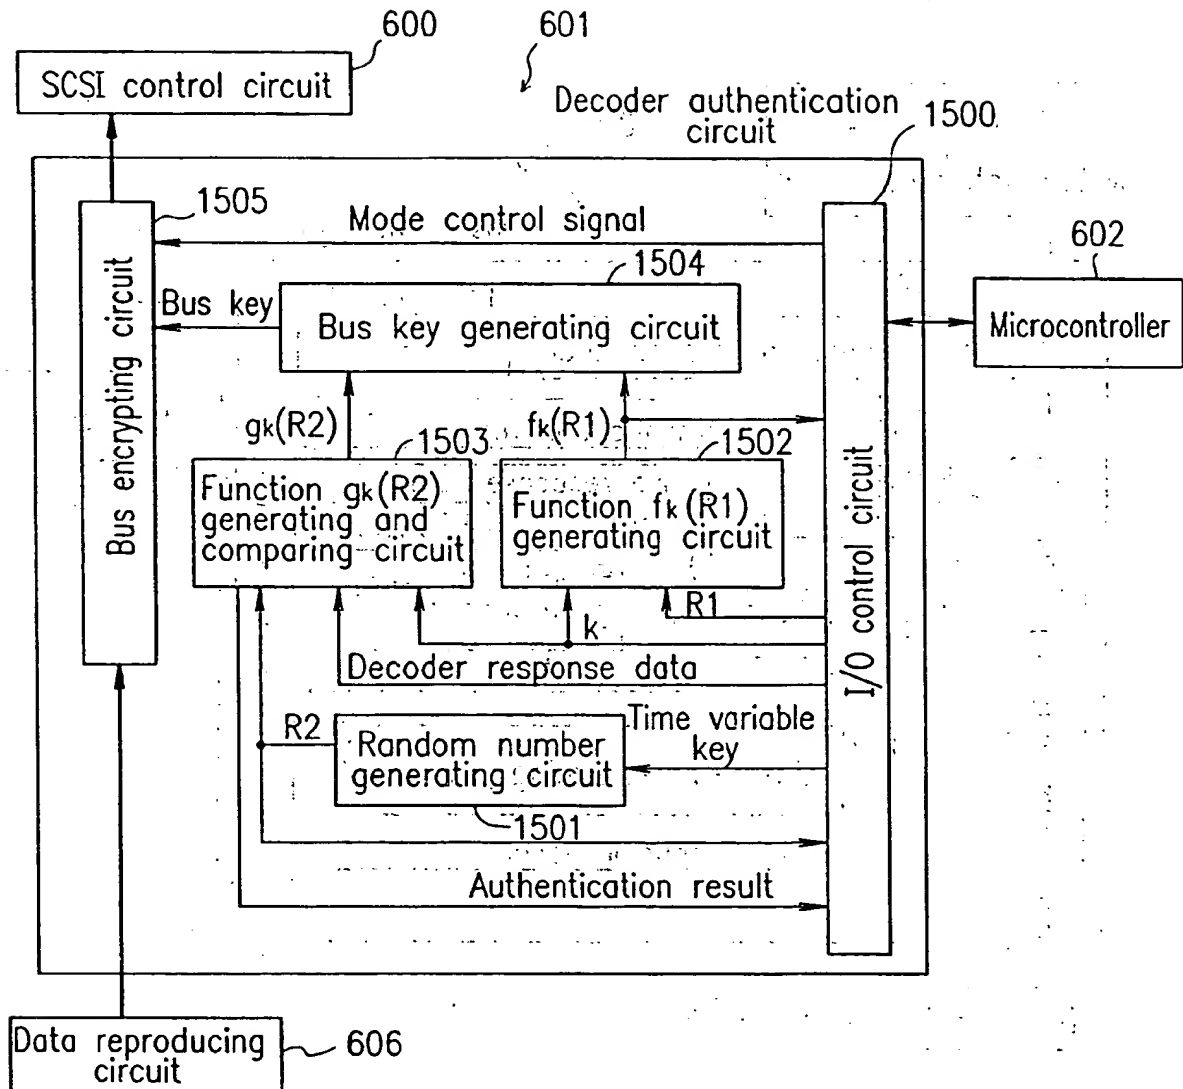 600
601
SCSI control circuit
Decoder authentication
circuit
1500
1505
Mode control signal
602
1504
Bus key
Bus key generating circuit
Microcontroller
Bus encrypting circuit
gk(R2)
fk(R1)
1503
1502
Function gk(R2)
generating and
comparing circuit
Function fk(R1)
generating circuit
I/O control circuit
R1
k
Decoder response data
R2
Random number
generating circuit
Time variable
key
1501
Authentication result
Data reproducing
circuit
606